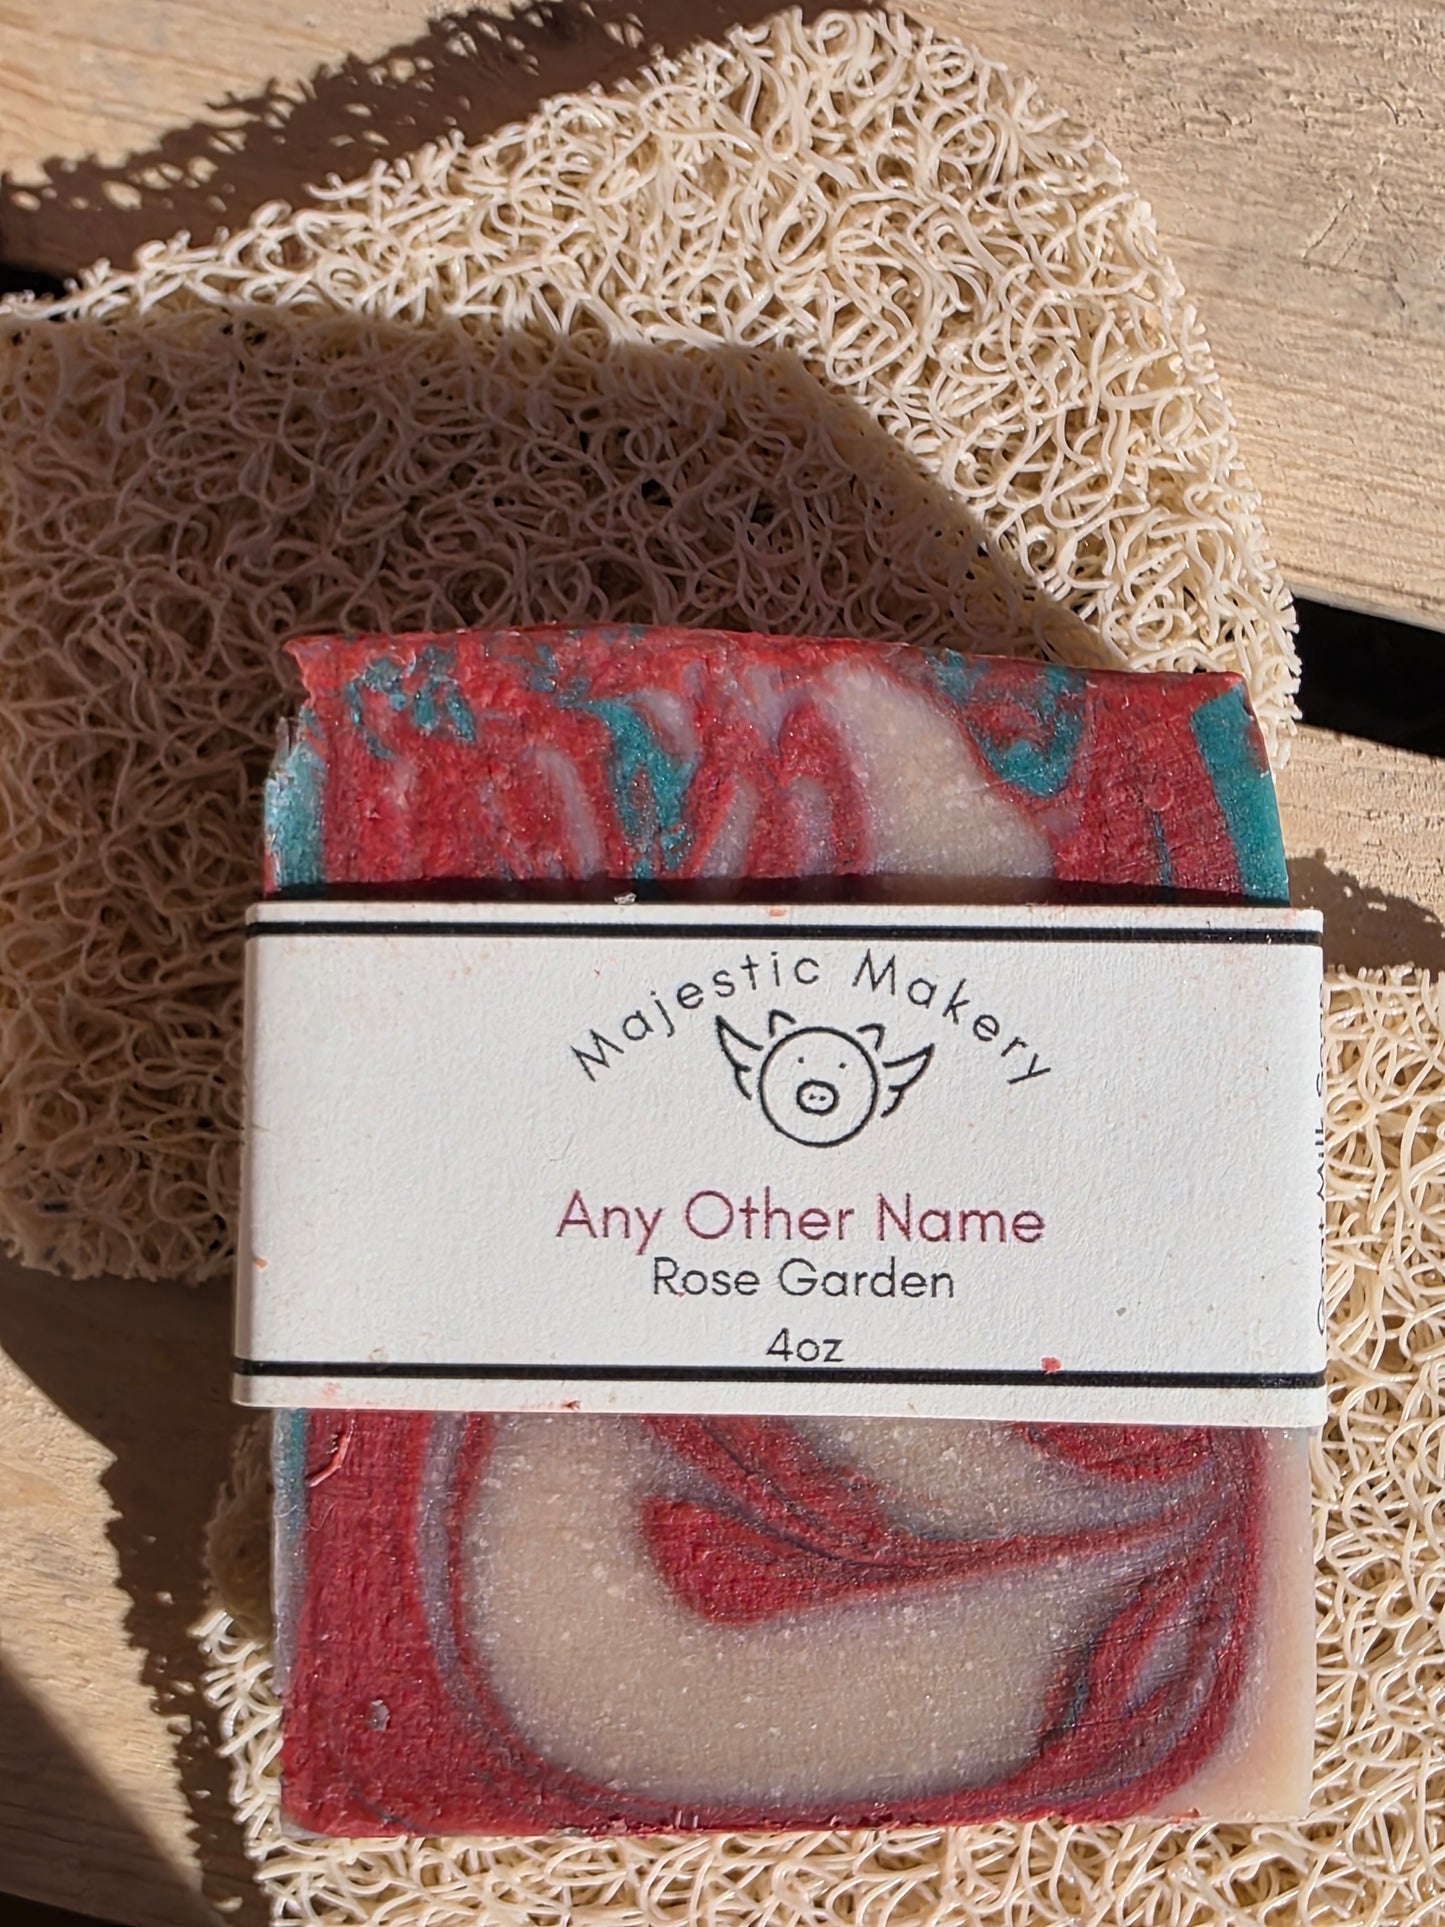 Majestic Makery
Any Other Name
Rose Garden
4oz